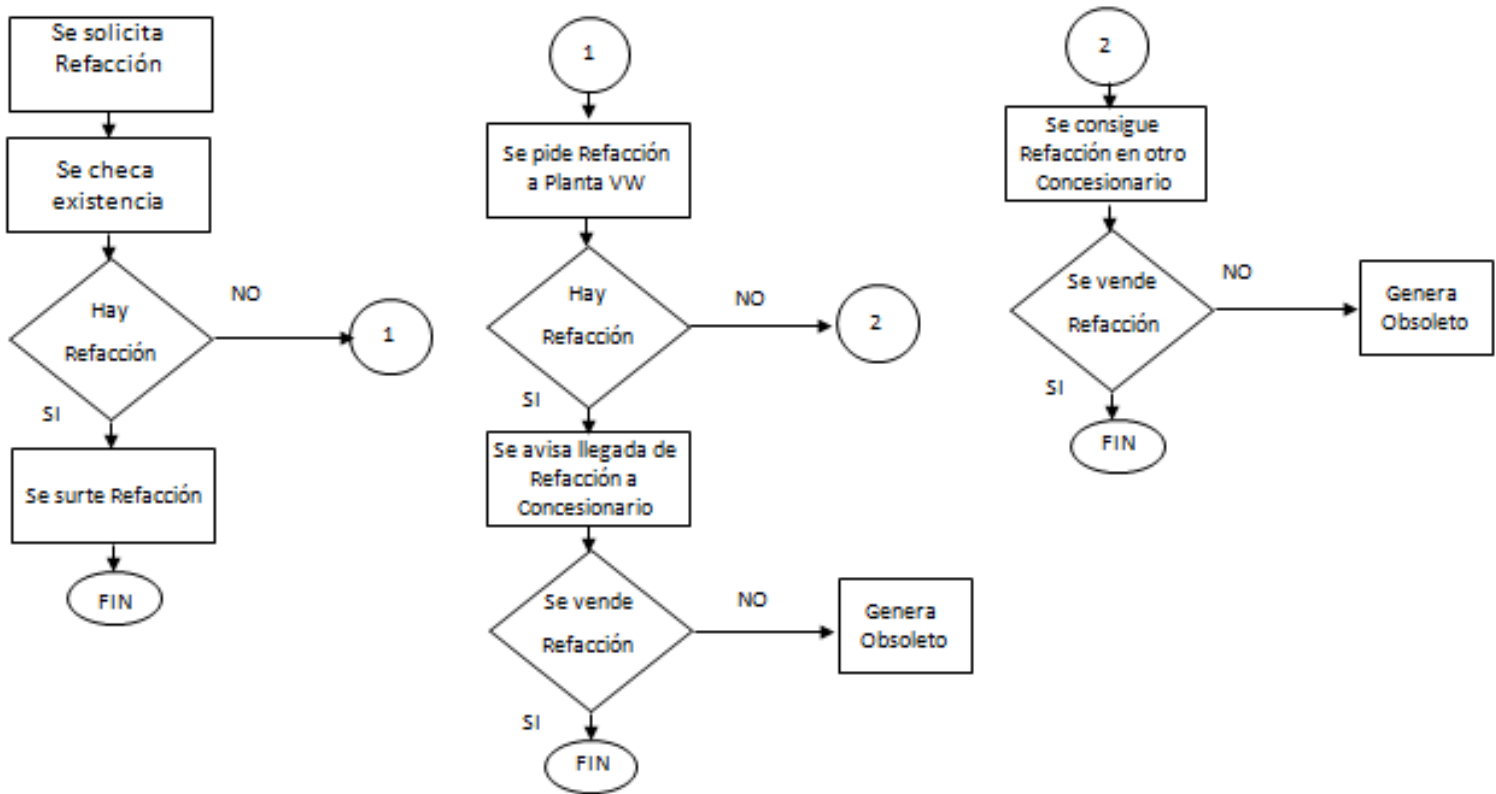 Se solicita
Refacción
Se checa
existencia
Hay
Refacción
NO
1
SI
Se surte Refacción
FIN
1
Se pide Refacción
a Planta VW
Hay
Refacción
NO
2
SI
Se avisa llegada de
Refacción a
Concesionario
Se vende
Refacción
NO
Genera
Obsoleto
SI
FIN
2
Se consigue
Refacción en otro
Concesionario
Se vende
Refacción
NO
Genera
Obsoleto
SI
FIN